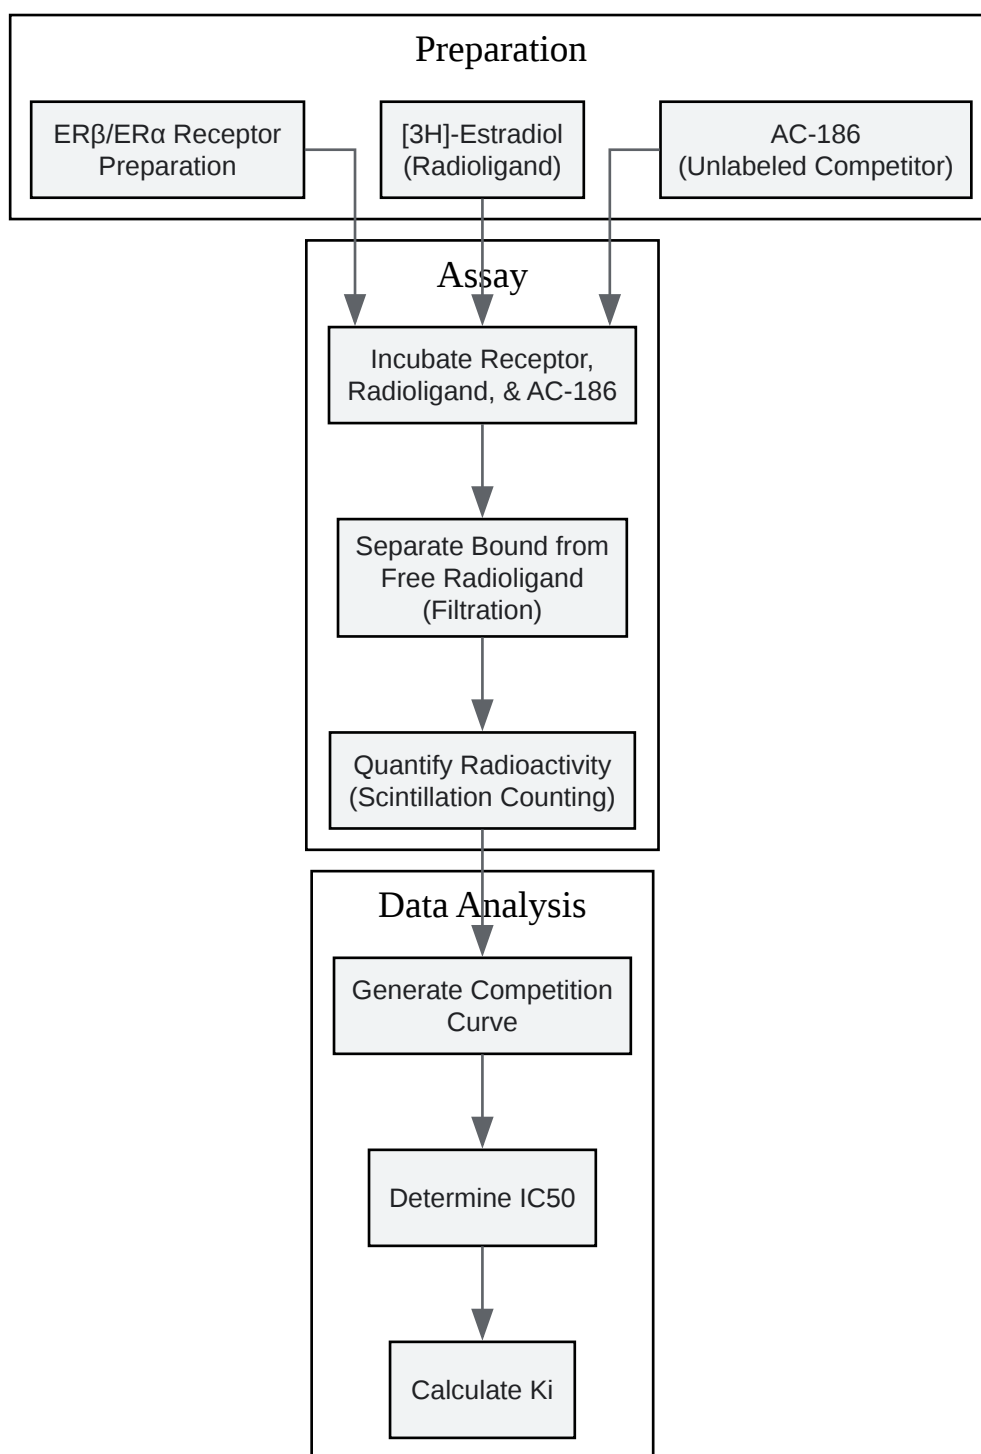 Preparation
ERβ/ERα Receptor
Preparation
[3H]-Estradiol
(Radioligand)
AC-186
(Unlabeled Competitor)
Assay
Incubate Receptor,
Radioligand, & AC-186
Separate Bound from
Free Radioligand
(Filtration)
Quantify Radioactivity
(Scintillation Counting)
Data Analysis
Generate Competition
Curve
Determine IC50
Calculate Ki